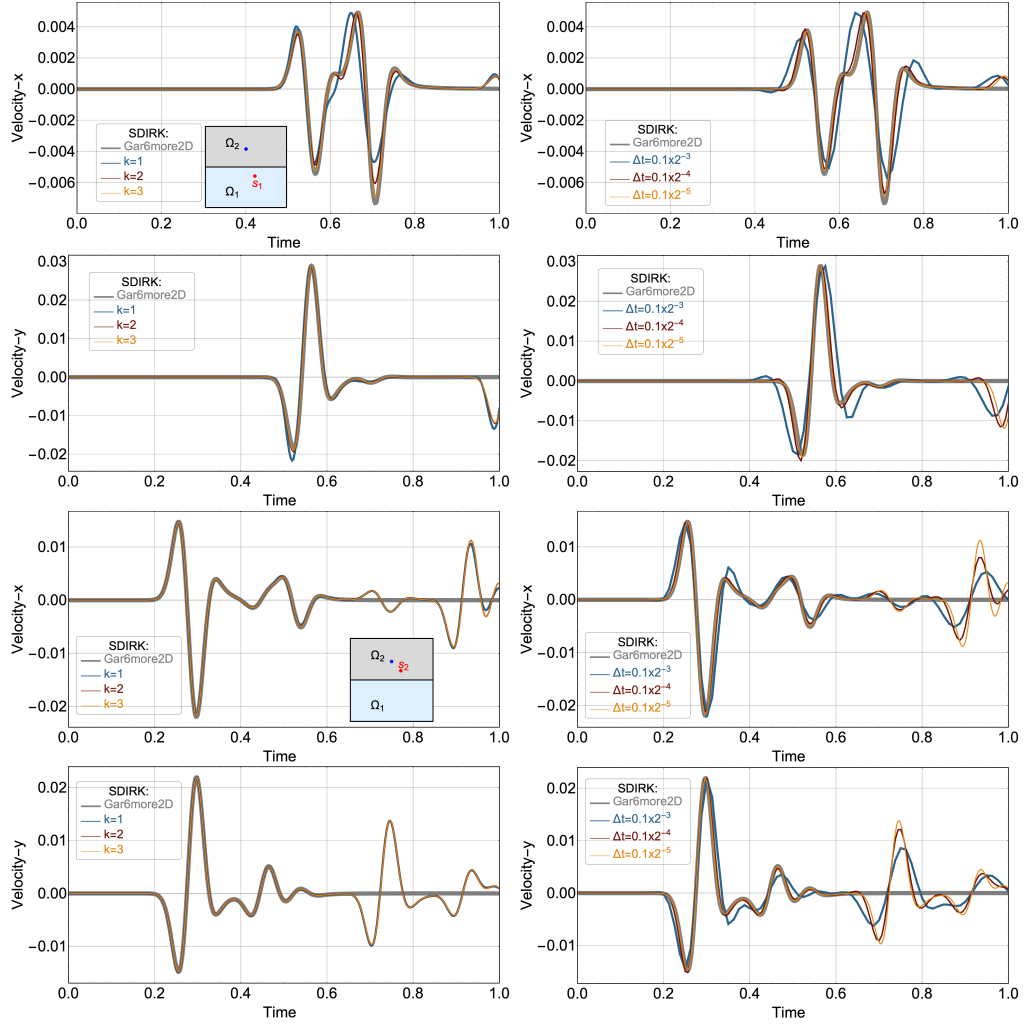 Velocity-x
0.004
0.002
0.000
−0.002
−0.004
−0.006
SDIRK:
Gar6more2D
k=1
k=2
k=3
Ω₂
s₁
Ω₁
0.0 0.2 0.4 0.6 0.8 1.0
Time
Velocity-x
0.004
0.002
0.000
−0.002
−0.004
−0.006
SDIRK:
Gar6more2D
Δt=0.1x2⁻³
Δt=0.1x2⁻⁴
Δt=0.1x2⁻⁵
0.0 0.2 0.4 0.6 0.8 1.0
Time
Velocity-y
0.03
0.02
0.01
0.00
−0.01
−0.02
SDIRK:
Gar6more2D
k=1
k=2
k=3
0.0 0.2 0.4 0.6 0.8 1.0
Time
Velocity-y
0.03
0.02
0.01
0.00
−0.01
−0.02
SDIRK:
Gar6more2D
Δt=0.1x2⁻³
Δt=0.1x2⁻⁴
Δt=0.1x2⁻⁵
0.0 0.2 0.4 0.6 0.8 1.0
Time
Velocity-x
0.01
0.00
−0.01
−0.02
SDIRK:
Gar6more2D
k=1
k=2
k=3
Ω₂
s₂
Ω₁
0.0 0.2 0.4 0.6 0.8 1.0
Time
Velocity-x
0.01
0.00
−0.01
−0.02
SDIRK:
Gar6more2D
Δt=0.1x2⁻³
Δt=0.1x2⁻⁴
Δt=0.1x2⁻⁵
0.0 0.2 0.4 0.6 0.8 1.0
Time
Velocity-y
0.02
0.01
0.00
−0.01
SDIRK:
Gar6more2D
k=1
k=2
k=3
0.0 0.2 0.4 0.6 0.8 1.0
Time
Velocity-x
0.02
0.01
0.00
−0.01
SDIRK:
Gar6more2D
Δt=0.1x2⁻³
Δt=0.1x2⁻⁴
Δt=0.1x2⁻⁵
0.0 0.2 0.4 0.6 0.8 1.0
Time